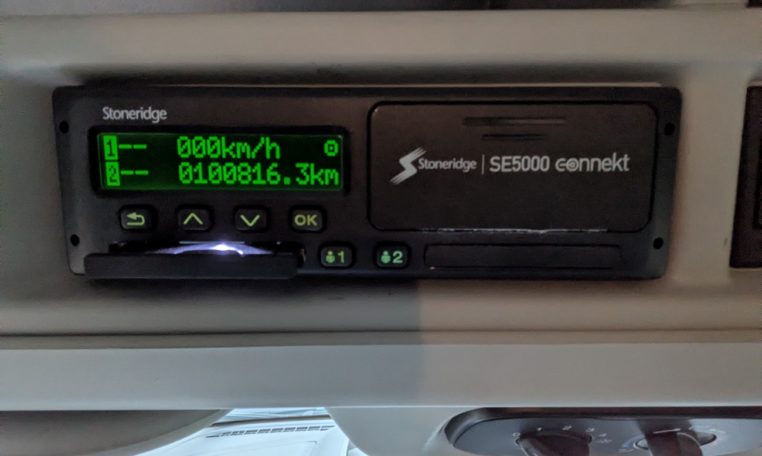 Stoneridge
1-- 000km/h
2-- 0100816.3km
OK
1
2
Stoneridge | SE5000 connekt